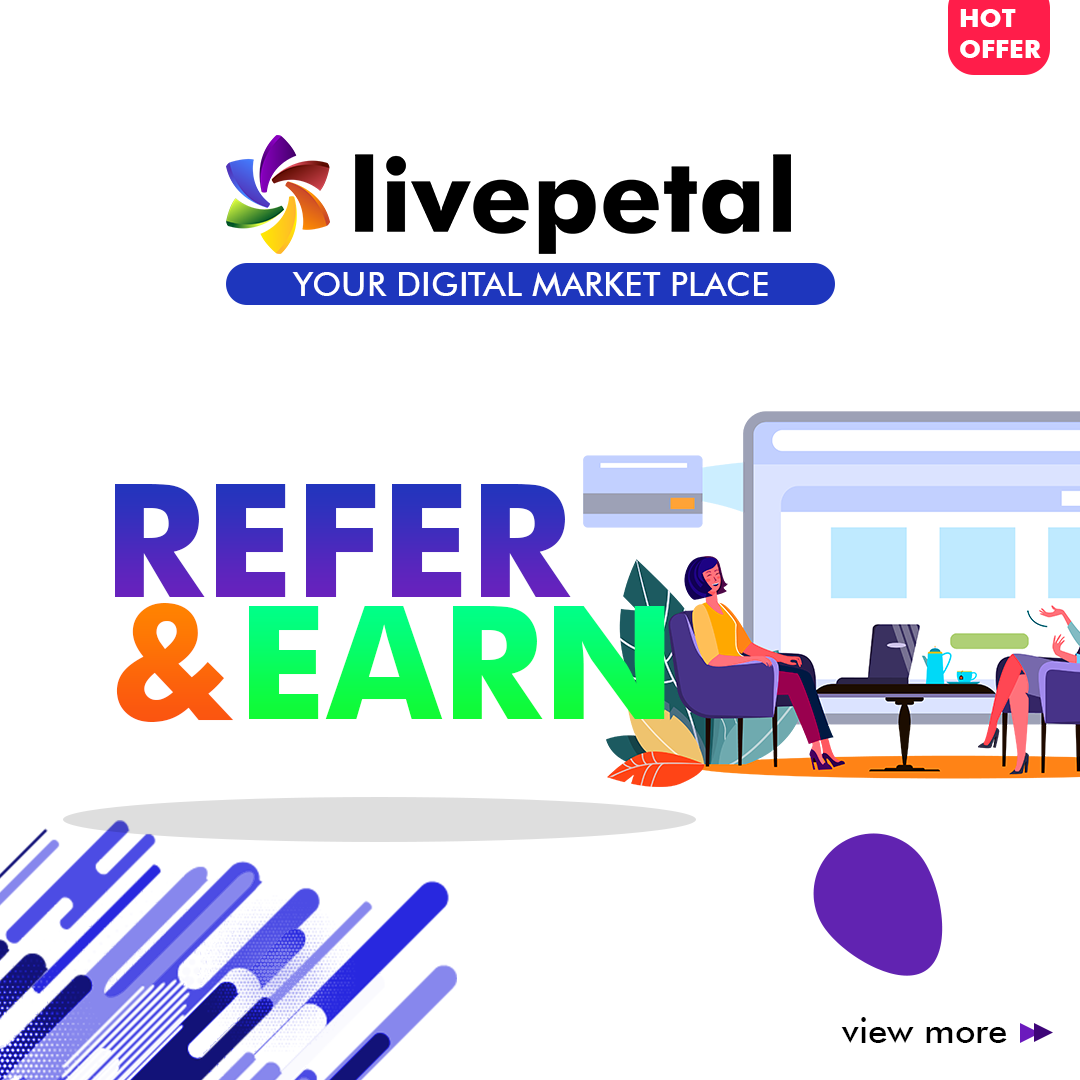 HOT
OFFER
livepetal
YOUR DIGITAL MARKET PLACE
REFER
& EARN
view more